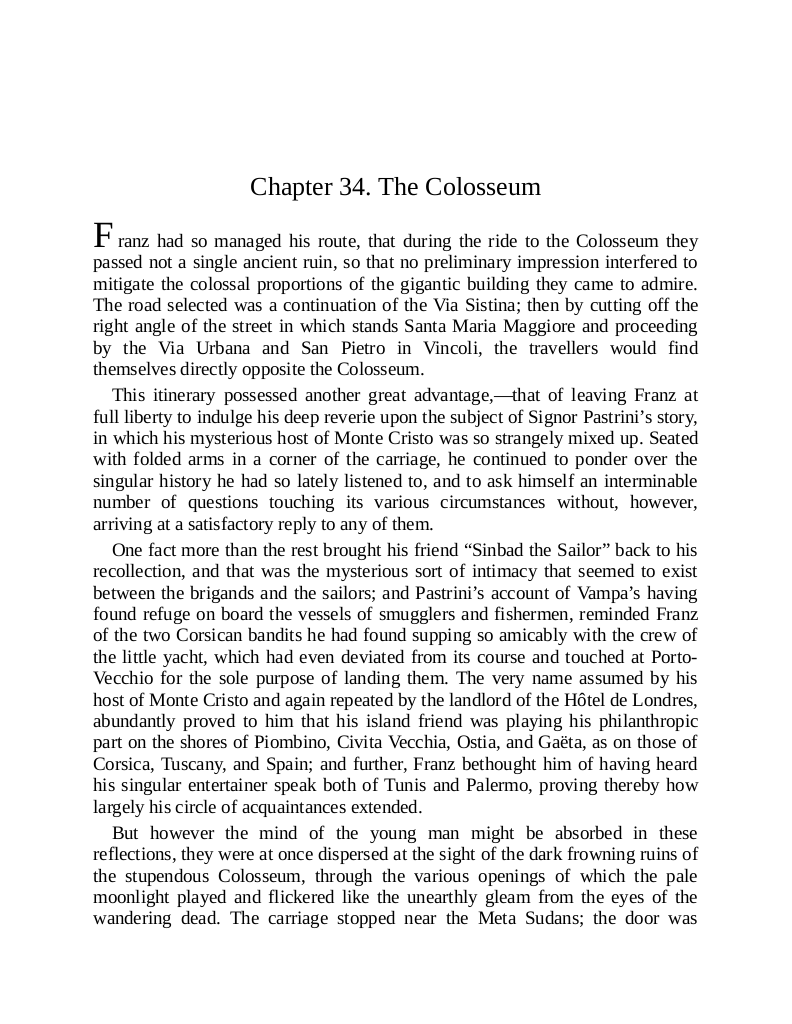 Chapter 34. The Colosseum
Franz had so managed his route, that during the ride to the Colosseum they
passed not a single ancient ruin, so that no preliminary impression interfered to
mitigate the colossal proportions of the gigantic building they came to admire.
The road selected was a continuation of the Via Sistina; then by cutting off the
right angle of the street in which stands Santa Maria Maggiore and proceeding
by the Via Urbana and San Pietro in Vincoli, the travellers would find
themselves directly opposite the Colosseum.
This itinerary possessed another great advantage,—that of leaving Franz at
full liberty to indulge his deep reverie upon the subject of Signor Pastrini’s story,
in which his mysterious host of Monte Cristo was so strangely mixed up. Seated
with folded arms in a corner of the carriage, he continued to ponder over the
singular history he had so lately listened to, and to ask himself an interminable
number of questions touching its various circumstances without, however,
arriving at a satisfactory reply to any of them.
One fact more than the rest brought his friend “Sinbad the Sailor” back to his
recollection, and that was the mysterious sort of intimacy that seemed to exist
between the brigands and the sailors; and Pastrini’s account of Vampa’s having
found refuge on board the vessels of smugglers and fishermen, reminded Franz
of the two Corsican bandits he had found supping so amicably with the crew of
the little yacht, which had even deviated from its course and touched at Porto-
Vecchio for the sole purpose of landing them. The very name assumed by his
host of Monte Cristo and again repeated by the landlord of the Hôtel de Londres,
abundantly proved to him that his island friend was playing his philanthropic
part on the shores of Piombino, Civita Vecchia, Ostia, and Gaëta, as on those of
Corsica, Tuscany, and Spain; and further, Franz bethought him of having heard
his singular entertainer speak both of Tunis and Palermo, proving thereby how
largely his circle of acquaintances extended.
But however the mind of the young man might be absorbed in these
reflections, they were at once dispersed at the sight of the dark frowning ruins of
the stupendous Colosseum, through the various openings of which the pale
moonlight played and flickered like the unearthly gleam from the eyes of the
wandering dead. The carriage stopped near the Meta Sudans; the door was